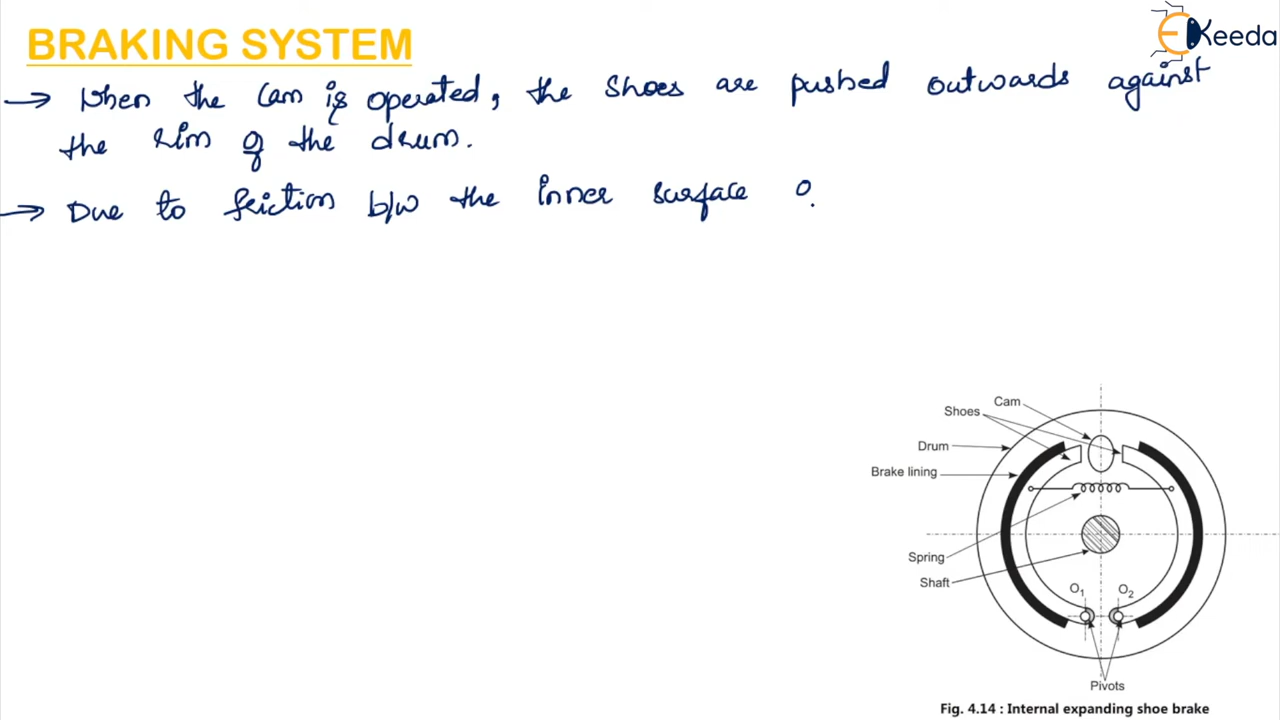 BRAKING SYSTEM
EKeeda
→ When the Cam is operated, the Shoes are pushed outwards against
the rim of the drum.
→ Due to friction b/w the inner surface o
Cam
Shoes
Drum
Brake lining
Spring
Shaft
O1 O2
Pivots
Fig. 4.14 : Internal expanding shoe brake